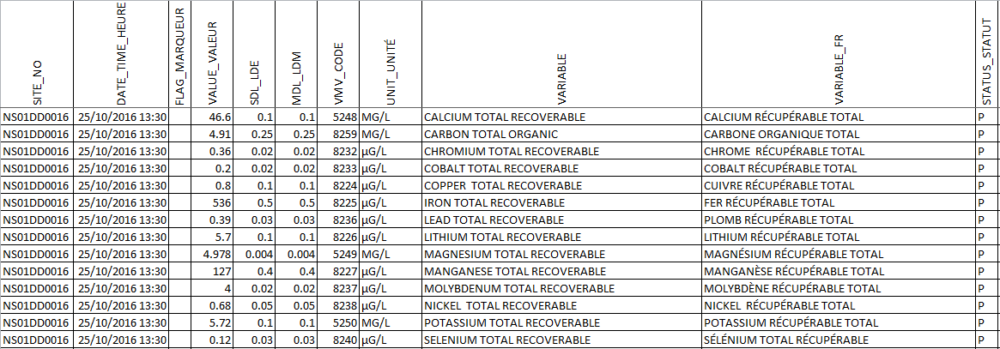 SITE_NO DATE_TIME_HEURE FLAG_MARQUEUR VALUE_VALEUR SDL_LDE MDL_LDM VMV_CODE UNIT_UNITÉ VARIABLE VARIABLE_FR STATUS_STATUT
NS01DD0016 25/10/2016 13:30 46.6 0.1 0.1 5248 MG/L CALCIUM TOTAL RECOVERABLE CALCIUM RÉCUPÉRABLE TOTAL P
NS01DD0016 25/10/2016 13:30 4.91 0.25 0.25 8259 MG/L CARBON TOTAL ORGANIC CARBONE ORGANIQUE TOTAL P
NS01DD0016 25/10/2016 13:30 0.36 0.02 0.02 8232 µG/L CHROMIUM TOTAL RECOVERABLE CHROME RÉCUPÉRABLE TOTAL P
NS01DD0016 25/10/2016 13:30 0.2 0.02 0.02 8233 µG/L COBALT TOTAL RECOVERABLE COBALT RÉCUPÉRABLE TOTAL P
NS01DD0016 25/10/2016 13:30 0.8 0.1 0.1 8224 µG/L COPPER TOTAL RECOVERABLE CUIVRE RÉCUPÉRABLE TOTAL P
NS01DD0016 25/10/2016 13:30 536 0.5 0.5 8225 µG/L IRON TOTAL RECOVERABLE FER RÉCUPÉRABLE TOTAL P
NS01DD0016 25/10/2016 13:30 0.39 0.03 0.03 8236 µG/L LEAD TOTAL RECOVERABLE PLOMB RÉCUPÉRABLE TOTAL P
NS01DD0016 25/10/2016 13:30 5.7 0.1 0.1 8226 µG/L LITHIUM TOTAL RECOVERABLE LITHIUM RÉCUPÉRABLE TOTAL P
NS01DD0016 25/10/2016 13:30 4.978 0.004 0.004 5249 MG/L MAGNESIUM TOTAL RECOVERABLE MAGNÉSIUM RÉCUPÉRABLE TOTAL P
NS01DD0016 25/10/2016 13:30 127 0.4 0.4 8227 µG/L MANGANESE TOTAL RECOVERABLE MANGANÈSE RÉCUPÉRABLE TOTAL P
NS01DD0016 25/10/2016 13:30 4 0.02 0.02 8237 µG/L MOLYBDENUM TOTAL RECOVERABLE MOLYBDÈNE RÉCUPÉRABLE TOTAL P
NS01DD0016 25/10/2016 13:30 0.68 0.05 0.05 8238 µG/L NICKEL TOTAL RECOVERABLE NICKEL RÉCUPÉRABLE TOTAL P
NS01DD0016 25/10/2016 13:30 5.72 0.1 0.1 5250 MG/L POTASSIUM TOTAL RECOVERABLE POTASSIUM RÉCUPÉRABLE TOTAL P
NS01DD0016 25/10/2016 13:30 0.12 0.03 0.03 8240 µG/L SELENIUM TOTAL RECOVERABLE SÉLÉNIUM TOTAL RÉCUPÉRABLE P